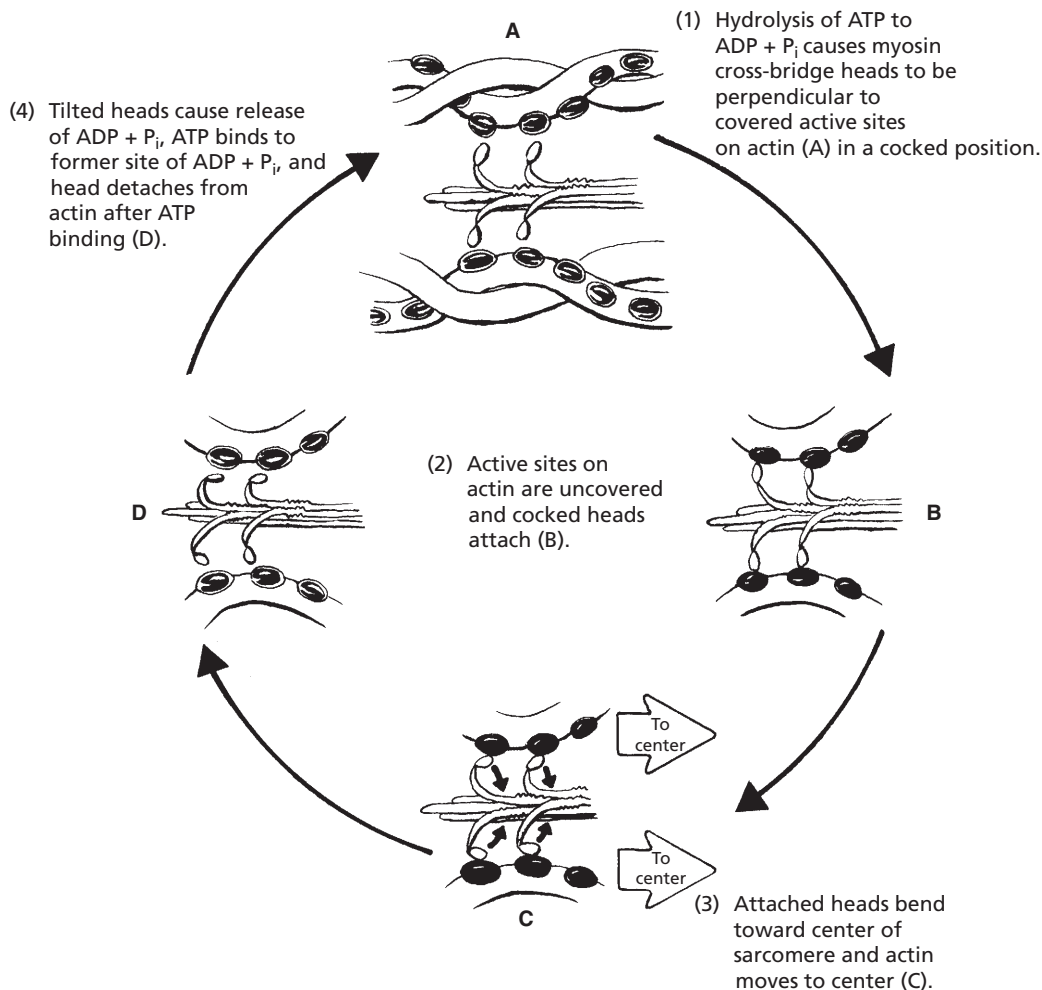 A
(1) Hydrolysis of ATP to
ADP + Pi causes myosin
cross-bridge heads to be
perpendicular to
covered active sites
on actin (A) in a cocked position.
(4) Tilted heads cause release
of ADP + Pi, ATP binds to
former site of ADP + Pi, and
head detaches from
actin after ATP
binding (D).
(2) Active sites on
actin are uncovered
and cocked heads
attach (B).
D
B
To
center
To
center
C
(3) Attached heads bend
toward center of
sarcomere and actin
moves to center (C).